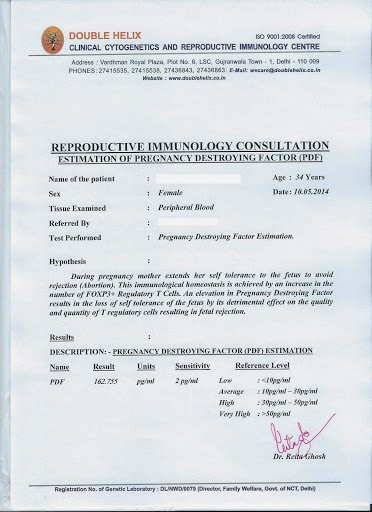 DOUBLE HELIX
ISO 9001:2008 Certified
CLINICAL CYTOGENETICS AND REPRODUCTIVE IMMUNOLOGY CENTRE
Address : Vardhman Royal Plaza, Plot No. 6, LSC, Gujranwala Town - 1, Delhi - 110 009
PHONES: 27415535, 27415538, 27436843, 27436863; E-Mail: wecare@doublehelix.co.in
Website : www.doublehelix.co.in
REPRODUCTIVE IMMUNOLOGY CONSULTATION
ESTIMATION OF PREGNANCY DESTROYING FACTOR (PDF)
Name of the patient : Age : 34 Years
Sex : Female Date: 10.05.2014
Tissue Examined : Peripheral Blood
Referred By :
Test Performed : Pregnancy Destroying Factor Estimation.
Hypothesis :
During pregnancy mother extends her self tolerance to the fetus to avoid
rejection (Abortion). This immunological homeostasis is achieved by an increase in the
number of FOXP3+ Regulatory T Cells. An elevation in Pregnancy Destroying Factor
results in the loss of self tolerance of the fetus by its detrimental effect on the quality
and quantity of T regulatory cells resulting in fetal rejection.
Results :
DESCRIPTION: - PREGNANCY DESTROYING FACTOR (PDF) ESTIMATION
Name Result Units Sensitivity Reference Level
PDF 162.755 pg/ml 2 pg/ml Low : <10pg/ml
Average : 10pg/ml – 30pg/ml
High : 30pg/ml – 50pg/ml
Very High : >50pg/ml
Dr. Reita Ghosh
Registration No. of Genetic Laboratory : DL/NWD/0079 (Director, Family Welfare, Govt. of NCT, Delhi)